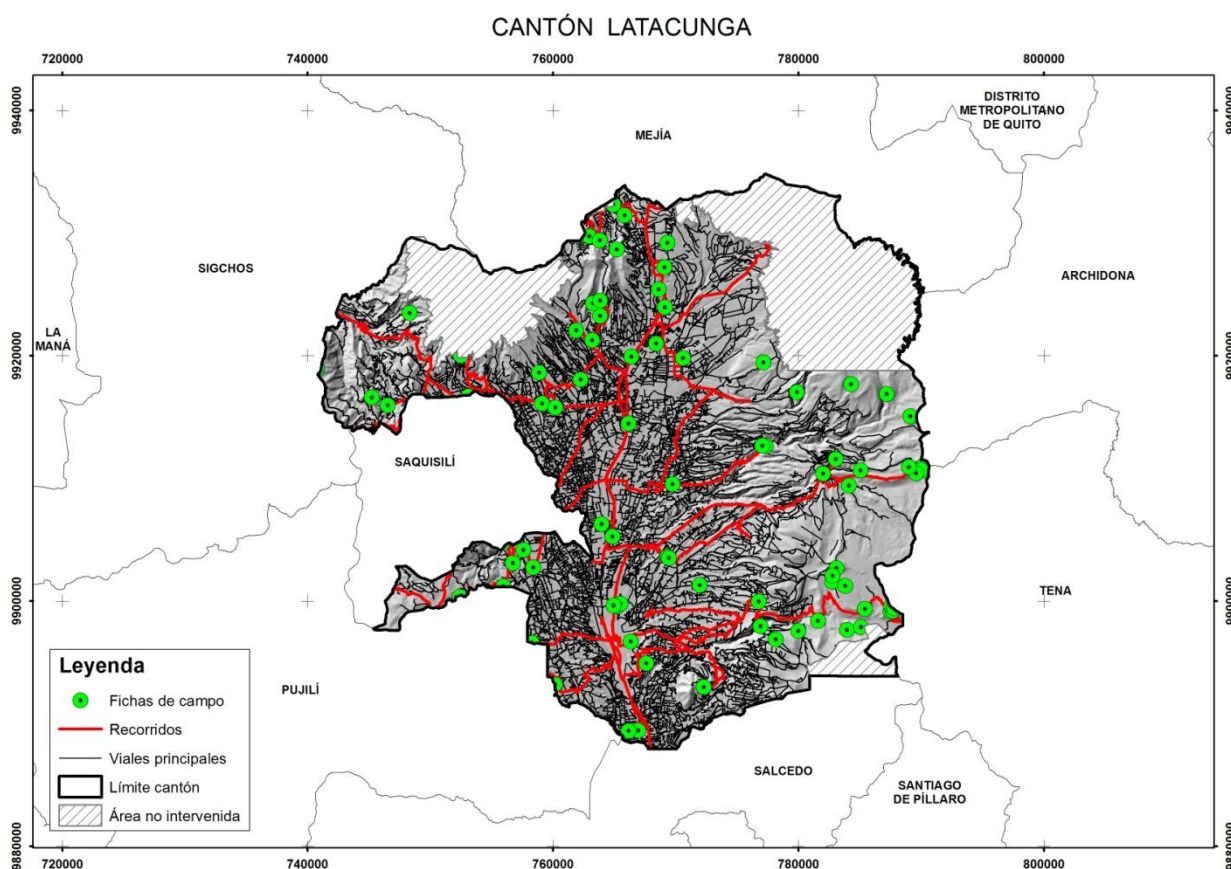 CANTÓN LATACUNGA
720000 740000 760000 780000 800000
9940000
9940000
DISTRITO
METROPOLITANO
DE QUITO
MEJÍA
SIGCHOS
ARCHIDONA
LA
MANÁ
9920000
9920000
SAQUISILÍ
TENA
9900000
9900000
PUJILÍ
Leyenda
Fichas de campo
Recorridos
Viales principales
Límite cantón
Área no intervenida
SALCEDO
SANTIAGO
DE PÍLLARO
9880000
9880000
720000 740000 760000 780000 800000